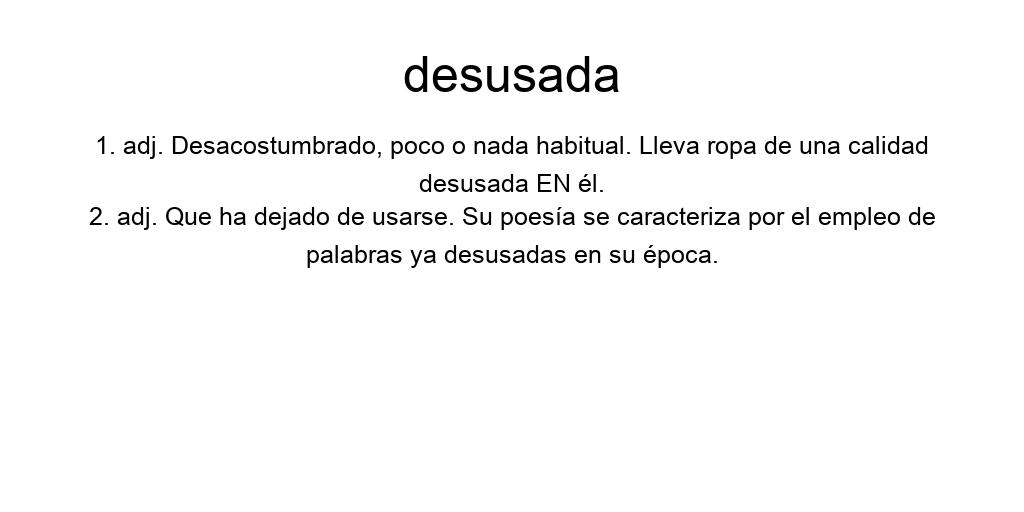 desusada
1. adj. Desacostumbrado, poco o nada habitual. Lleva ropa de una calidad
desusada EN él.
2. adj. Que ha dejado de usarse. Su poesía se caracteriza por el empleo de
palabras ya desusadas en su época.